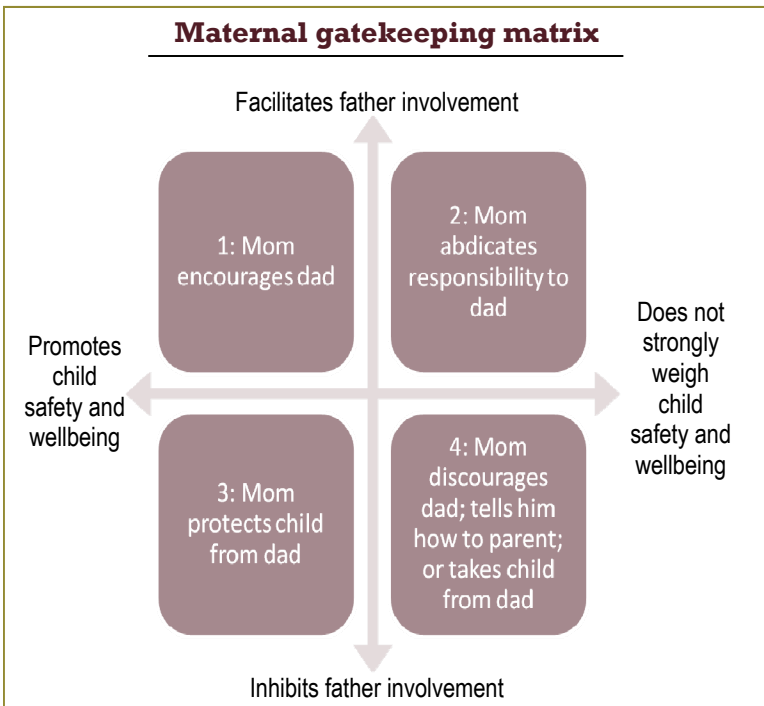 Maternal gatekeeping matrix
Facilitates father involvement
1: Mom
encourages dad
2: Mom
abdicates
responsibility to
dad
Promotes
child
safety and
wellbeing
Does not
strongly
weigh
child
safety and
wellbeing
3: Mom
protects child
from dad
4: Mom
discourages
dad; tells him
how to parent;
or takes child
from dad
Inhibits father involvement